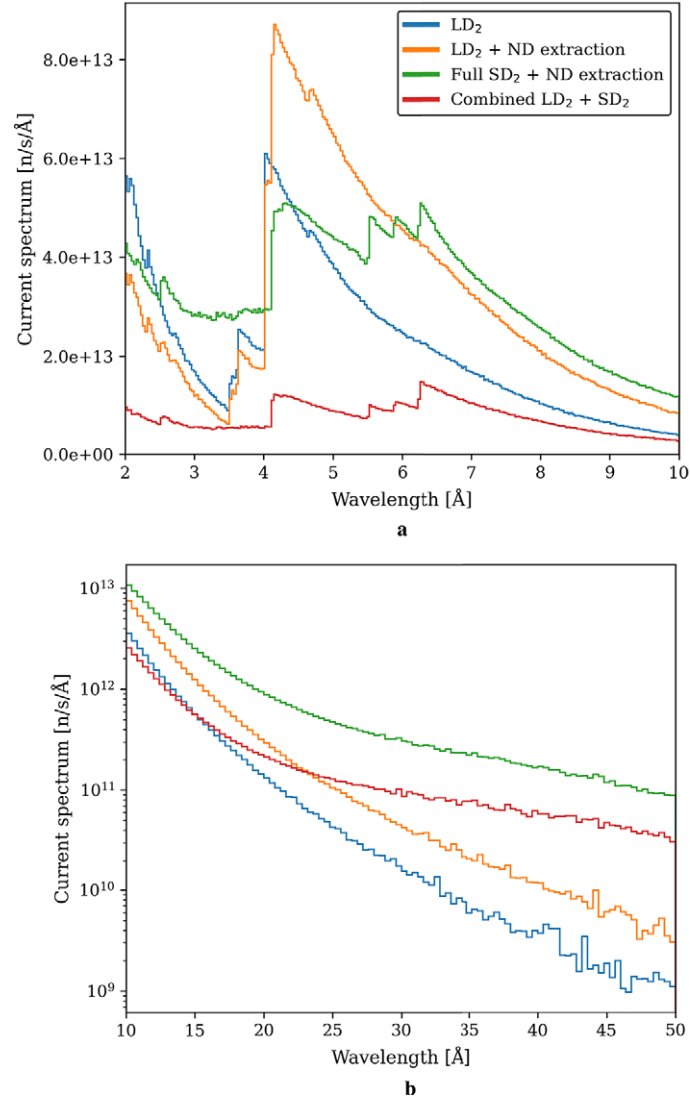 LD₂
LD₂ + ND extraction
Full SD₂ + ND extraction
Combined LD₂ + SD₂
Current spectrum [n/s/Å]
8.0e+13
6.0e+13
4.0e+13
2.0e+13
0.0e+00
2 3 4 5 6 7 8 9 10
Wavelength [Å]
a
Current spectrum [n/s/Å]
10¹³
10¹²
10¹¹
10¹⁰
10⁹
10 15 20 25 30 35 40 45 50
Wavelength [Å]
b